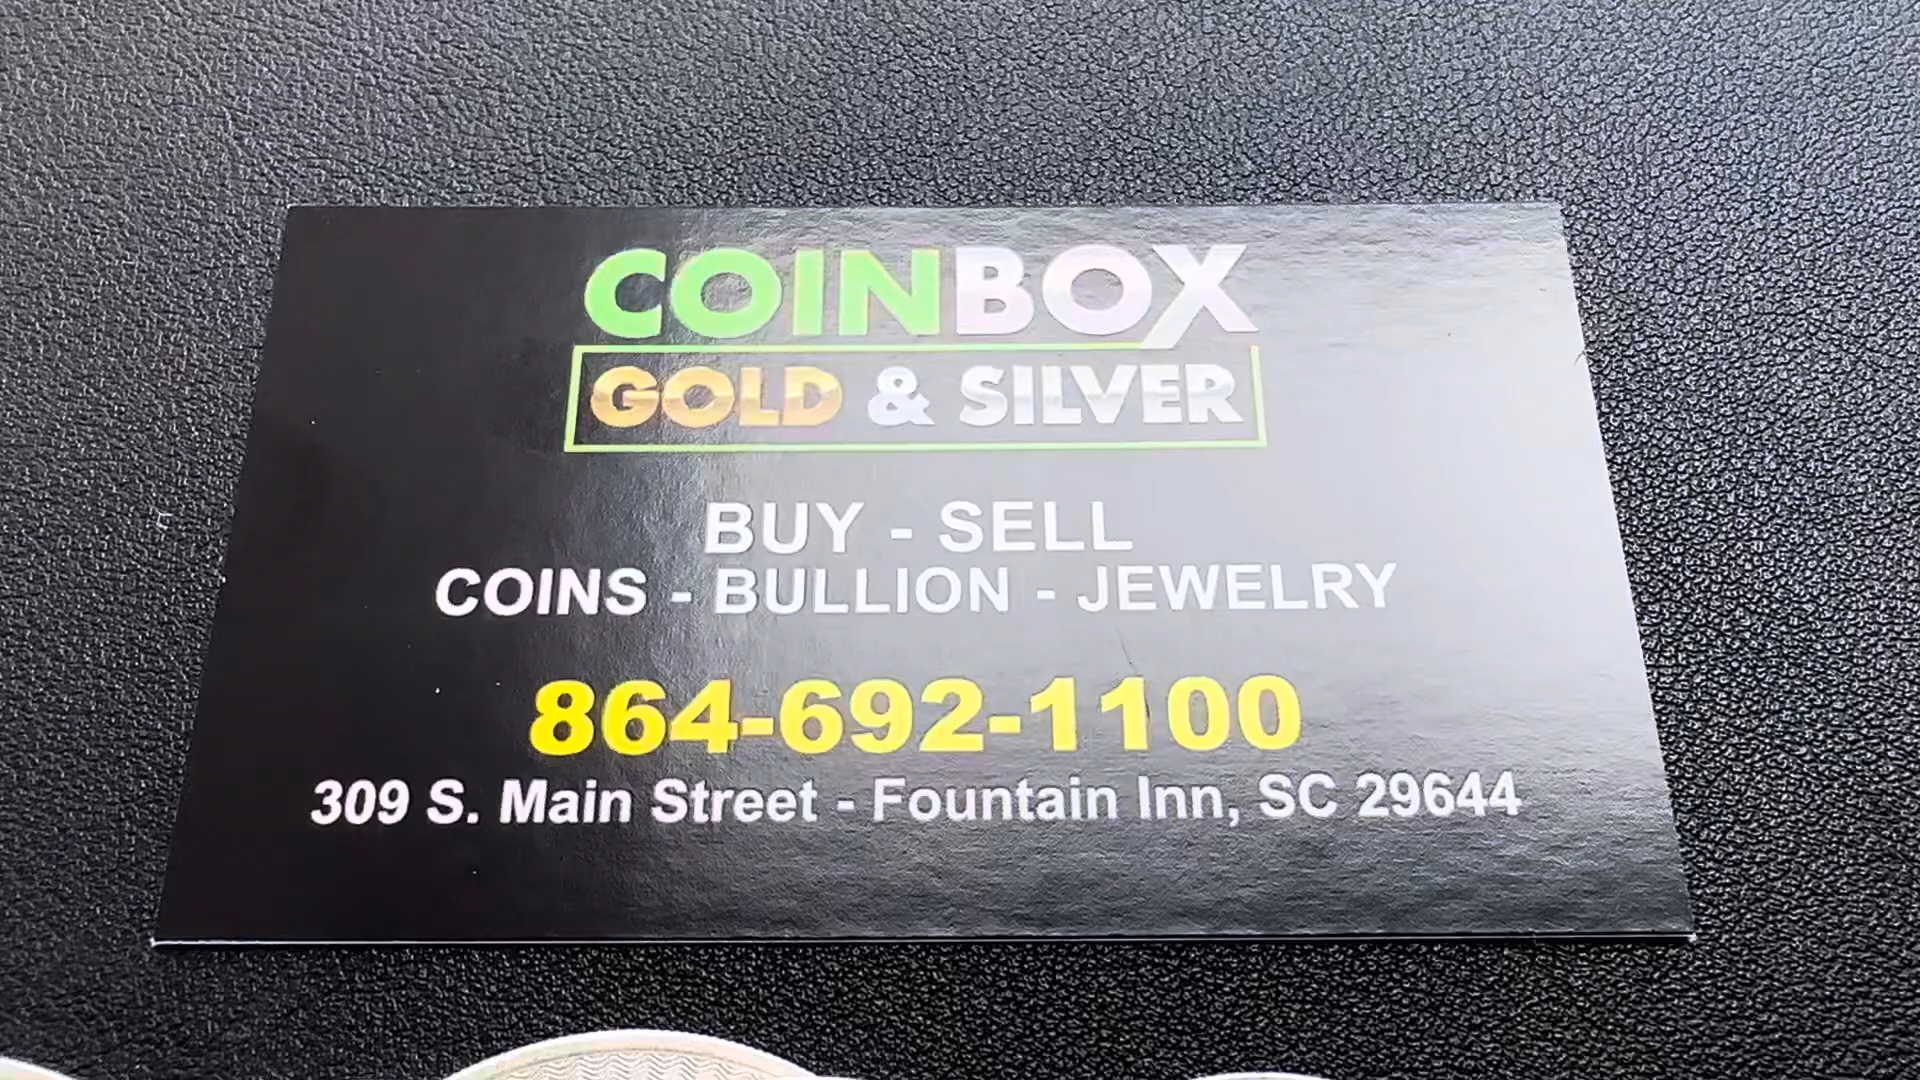 COINBOX
GOLD & SILVER
BUY - SELL
COINS - BULLION - JEWELRY
864-692-1100
309 S. Main Street - Fountain Inn, SC 29644